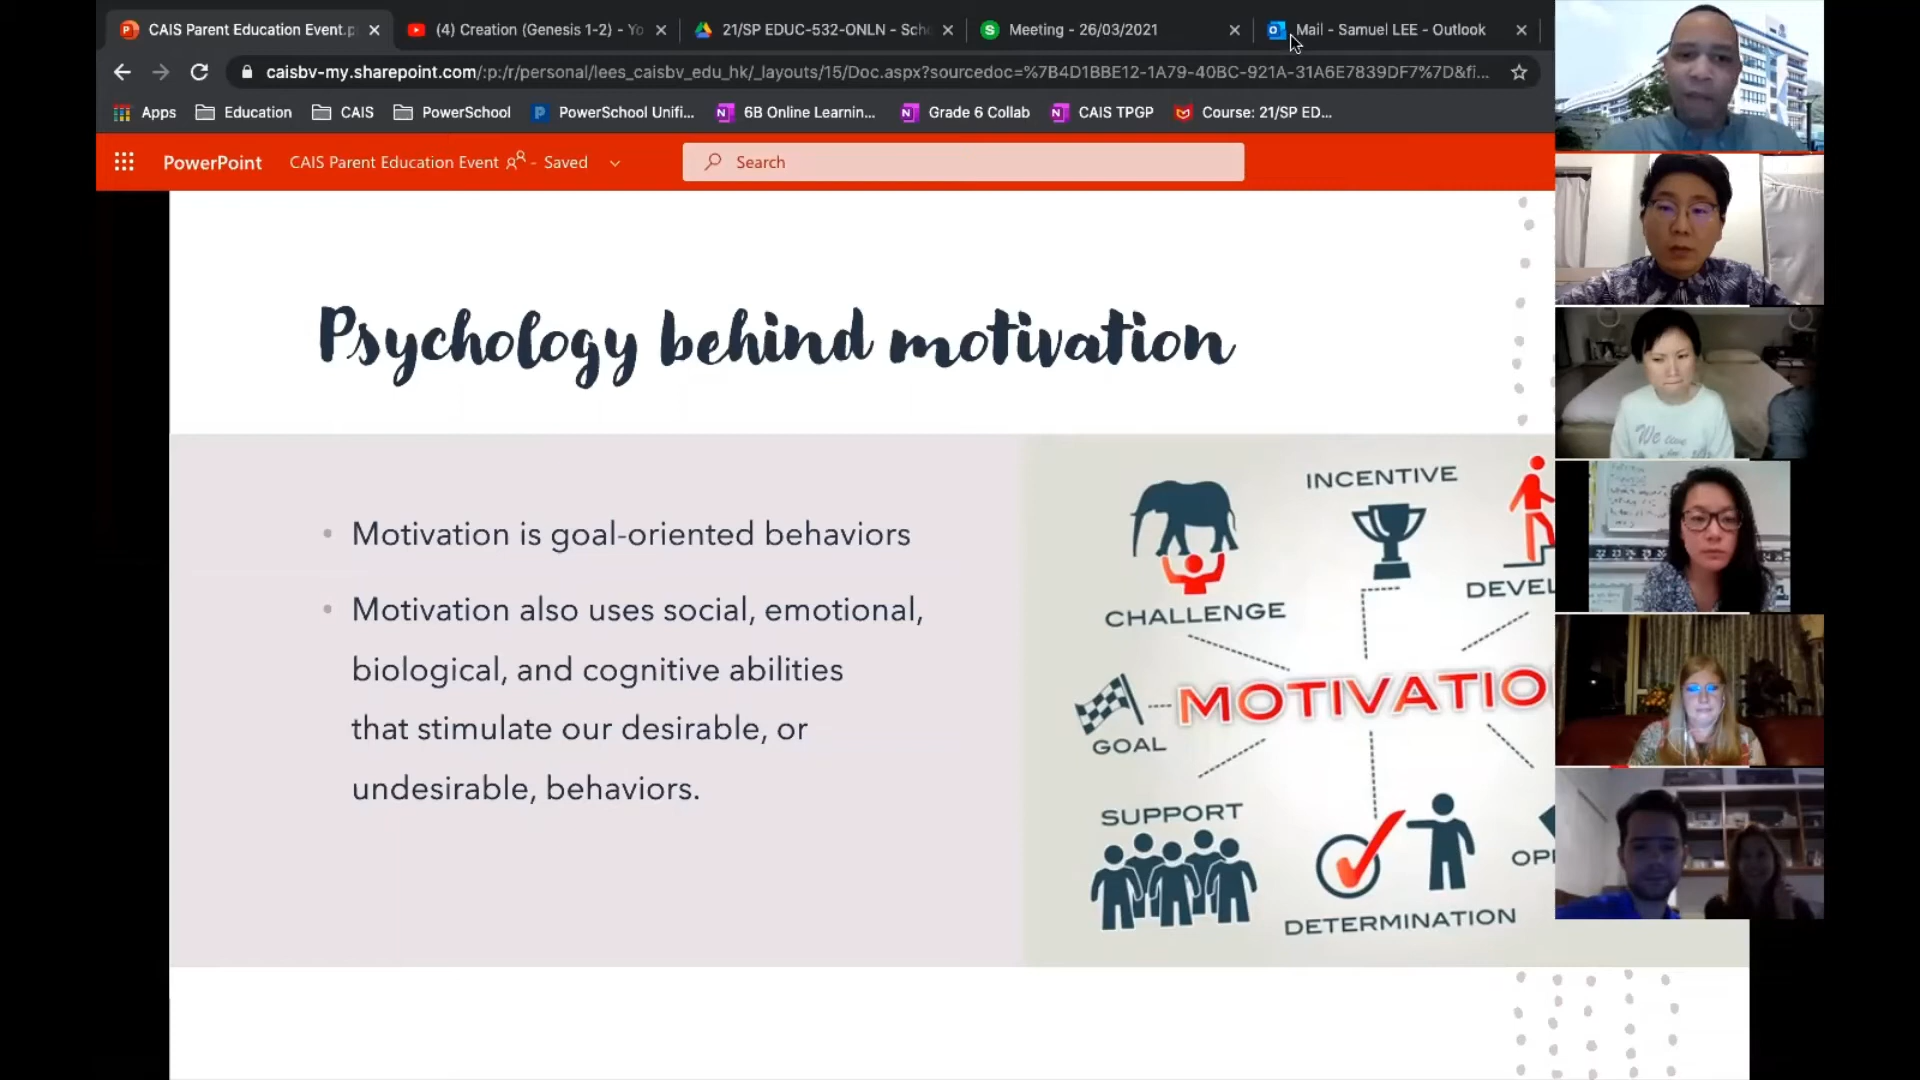 CAIS Parent Education Event.p
(4) Creation (Genesis 1-2) - Yo
21/SP EDUC-532-ONLN - Sch
Meeting - 26/03/2021
Mail - Samuel LEE - Outlook
caisbv-my.sharepoint.com/:p:/r/personal/lees_caisbv_edu_hk/_layouts/15/Doc.aspx?sourcedoc=%7B4D1BBE12-1A79-40BC-921A-31A6E7839DF7%7D&fi...
Apps
Education
CAIS
PowerSchool
PowerSchool Unifi...
6B Online Learnin...
Grade 6 Collab
CAIS TPGP
Course: 21/SP ED...
PowerPoint
CAIS Parent Education Event - Saved
Search
Psychology behind motivation
• Motivation is goal-oriented behaviors
• Motivation also uses social, emotional,
biological, and cognitive abilities
that stimulate our desirable, or
undesirable, behaviors.
INCENTIVE
CHALLENGE
DEVEL
MOTIVATIO
GOAL
SUPPORT
OP
DETERMINATION
We